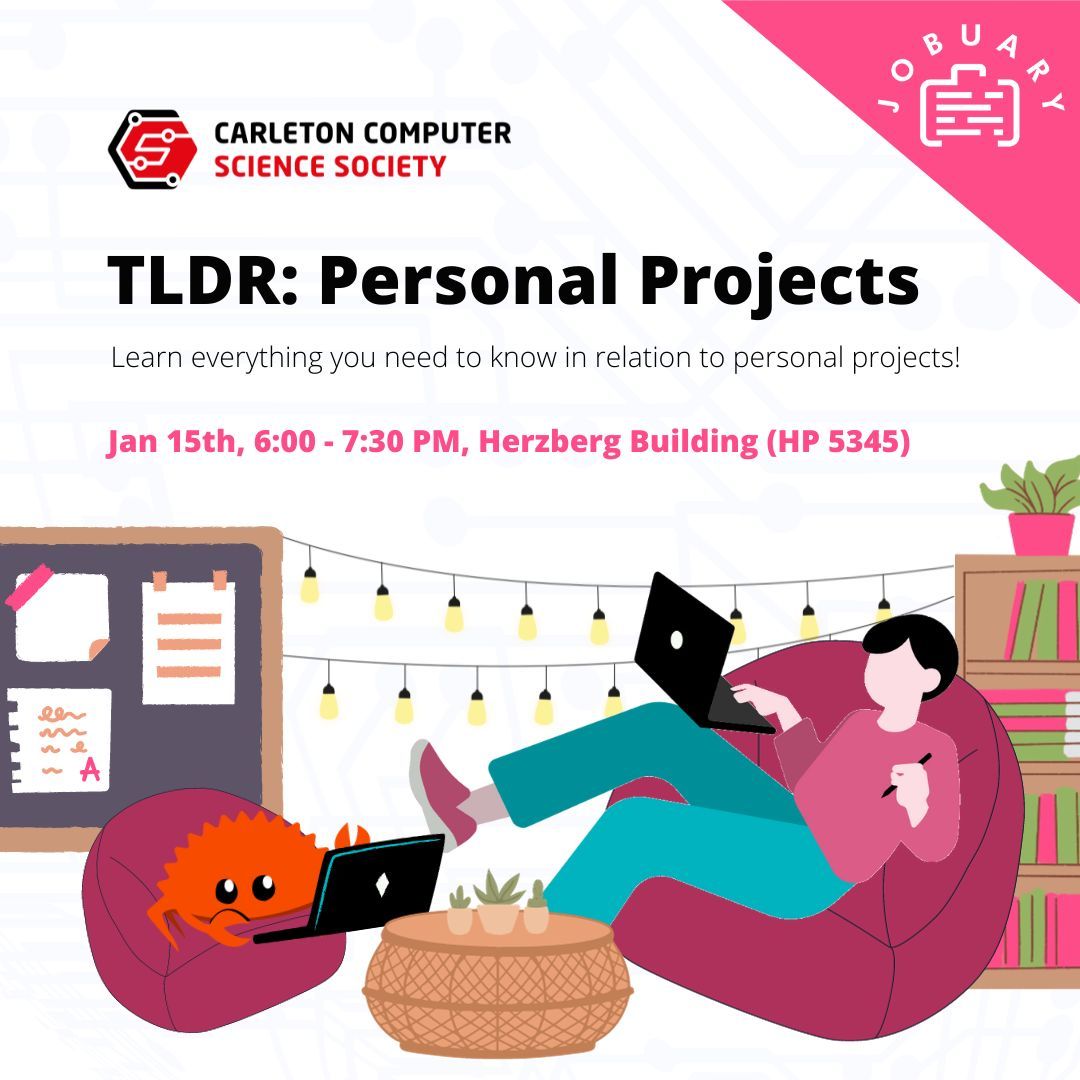 JOBUARY
CARLETON COMPUTER
SCIENCE SOCIETY
TLDR: Personal Projects
Learn everything you need to know in relation to personal projects!
Jan 15th, 6:00 - 7:30 PM, Herzberg Building (HP 5345)
A